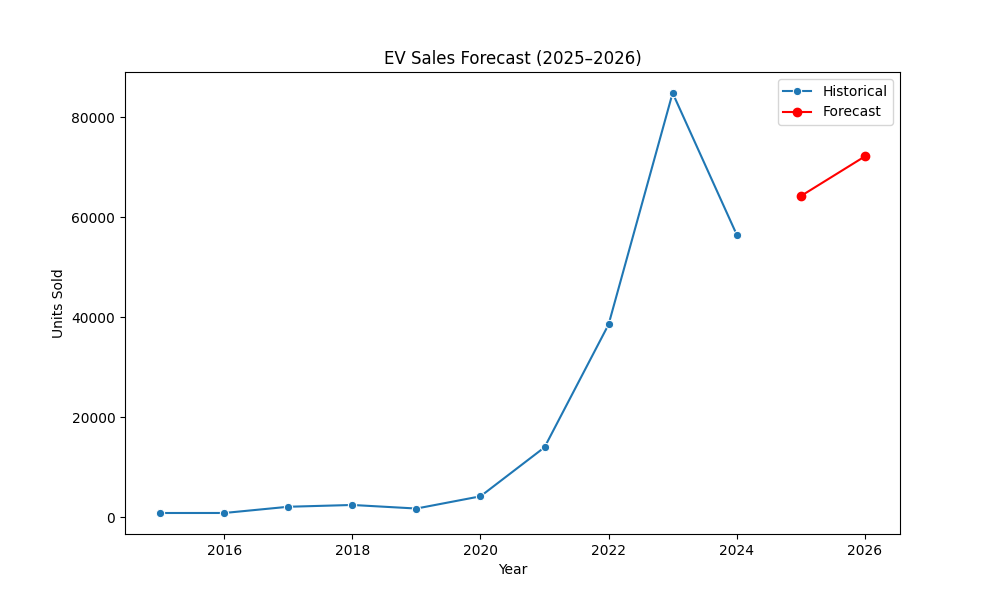 EV Sales Forecast (2025–2026)
Historical
Forecast
80000
60000
40000
20000
0
Units Sold
2016 2018 2020 2022 2024 2026
Year